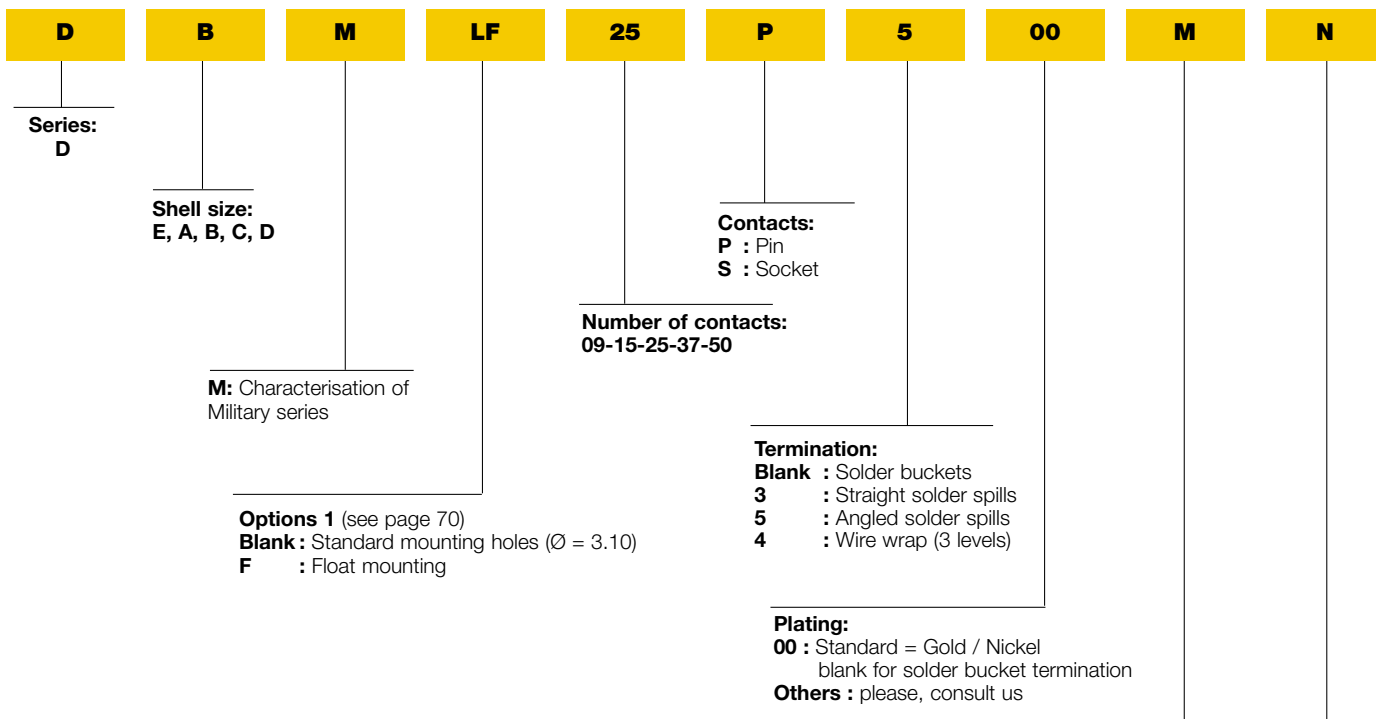 D B M LF 25 P 5 00 M N
Series:
D
Shell size:
E, A, B, C, D
Contacts:
P : Pin
S : Socket
Number of contacts:
09-15-25-37-50
M: Characterisation of
Military series
Termination:
Blank : Solder buckets
3 : Straight solder spills
5 : Angled solder spills
4 : Wire wrap (3 levels)
Options 1 (see page 70)
Blank : Standard mounting holes (Ø = 3.10)
F : Float mounting
Plating:
00 : Standard = Gold / Nickel
blank for solder bucket termination
Others : please, consult us